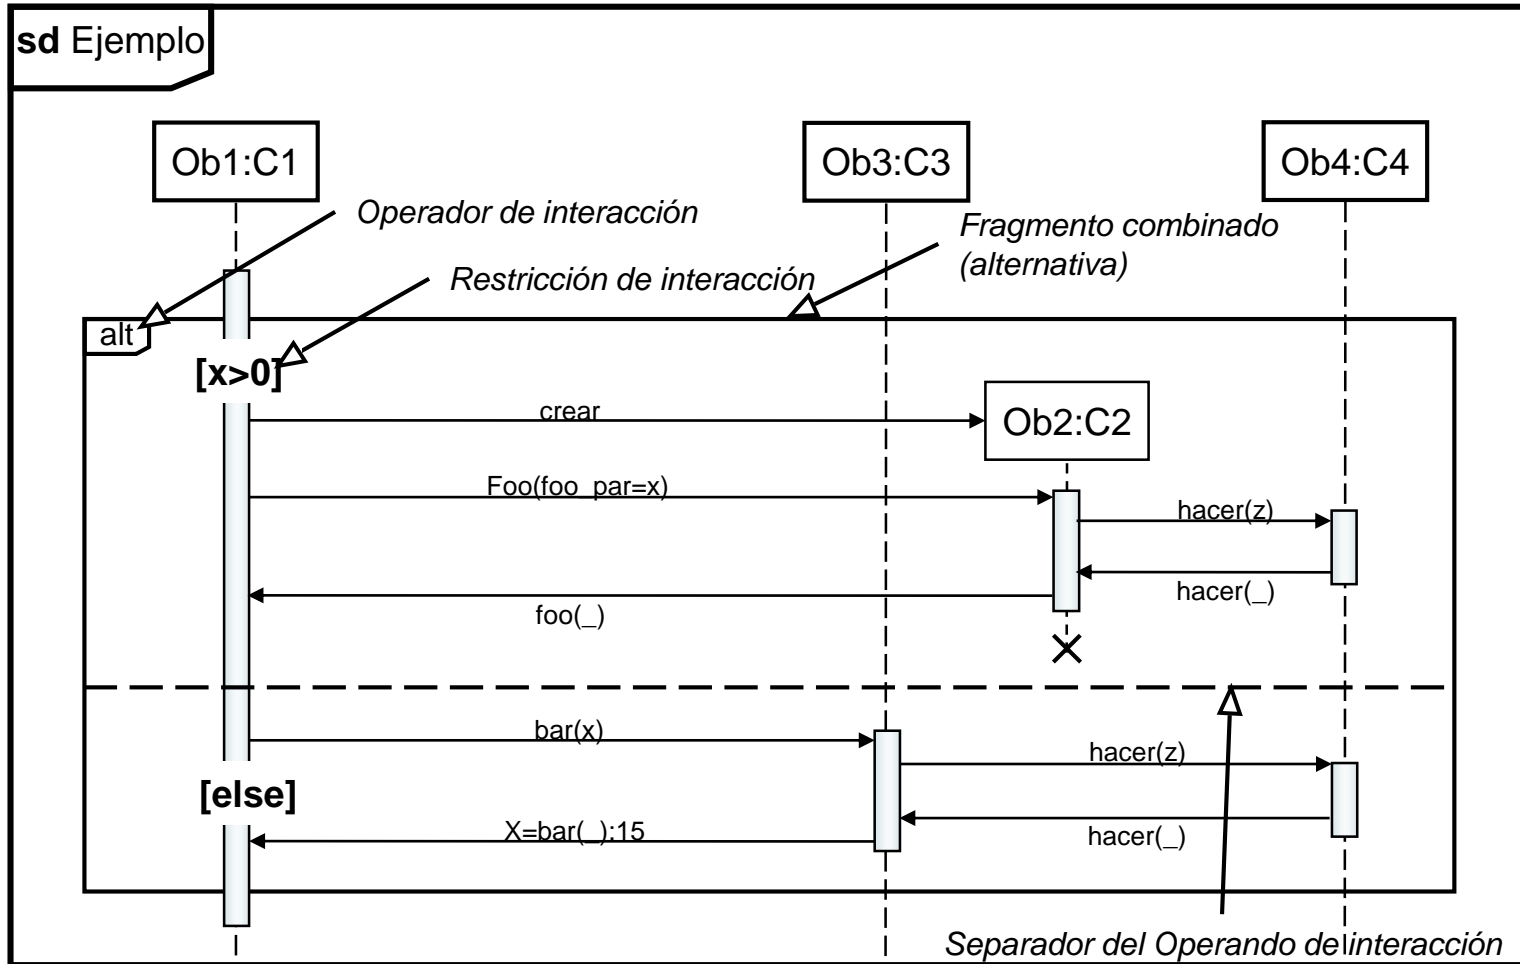 sd Ejemplo
Ob1:C1
Ob3:C3
Ob4:C4
Operador de interacción
Fragmento combinado
(alternativa)
Restricción de interacción
alt
[x>0]
crear
Ob2:C2
Foo(foo_par=x)
hacer(z)
hacer(_)
foo(_)
bar(x)
hacer(z)
[else]
X=bar(_):15
hacer(_)
Separador del Operando de interacción